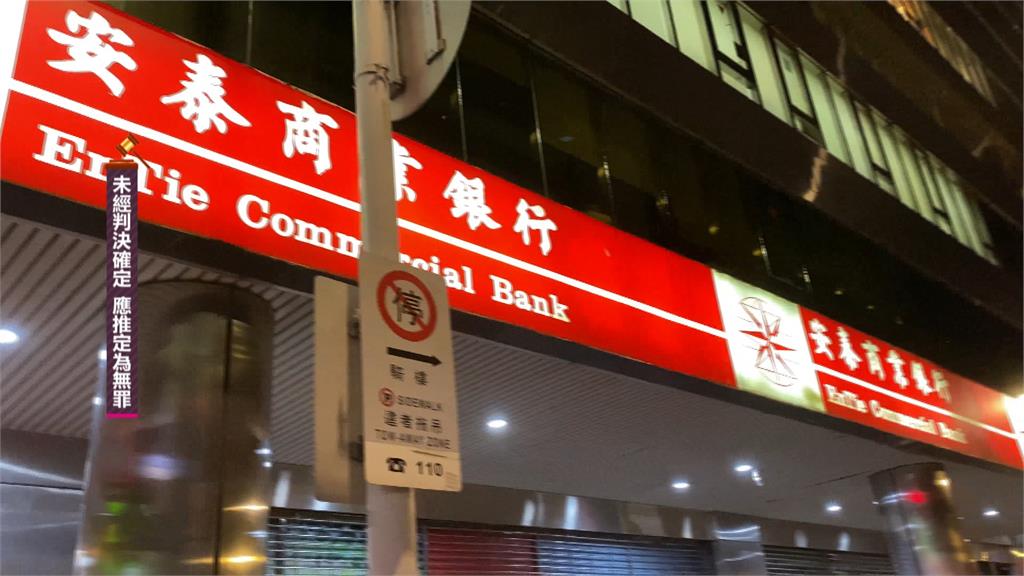 安泰商業銀行
EnTie Commercial Bank
未經判決確定 應推定為無罪
停
騎樓
停 SIDEWALK
違者拖吊
TOW-AWAY ZONE
☎ 110
安泰商業銀行
EnTie Commercial Bank